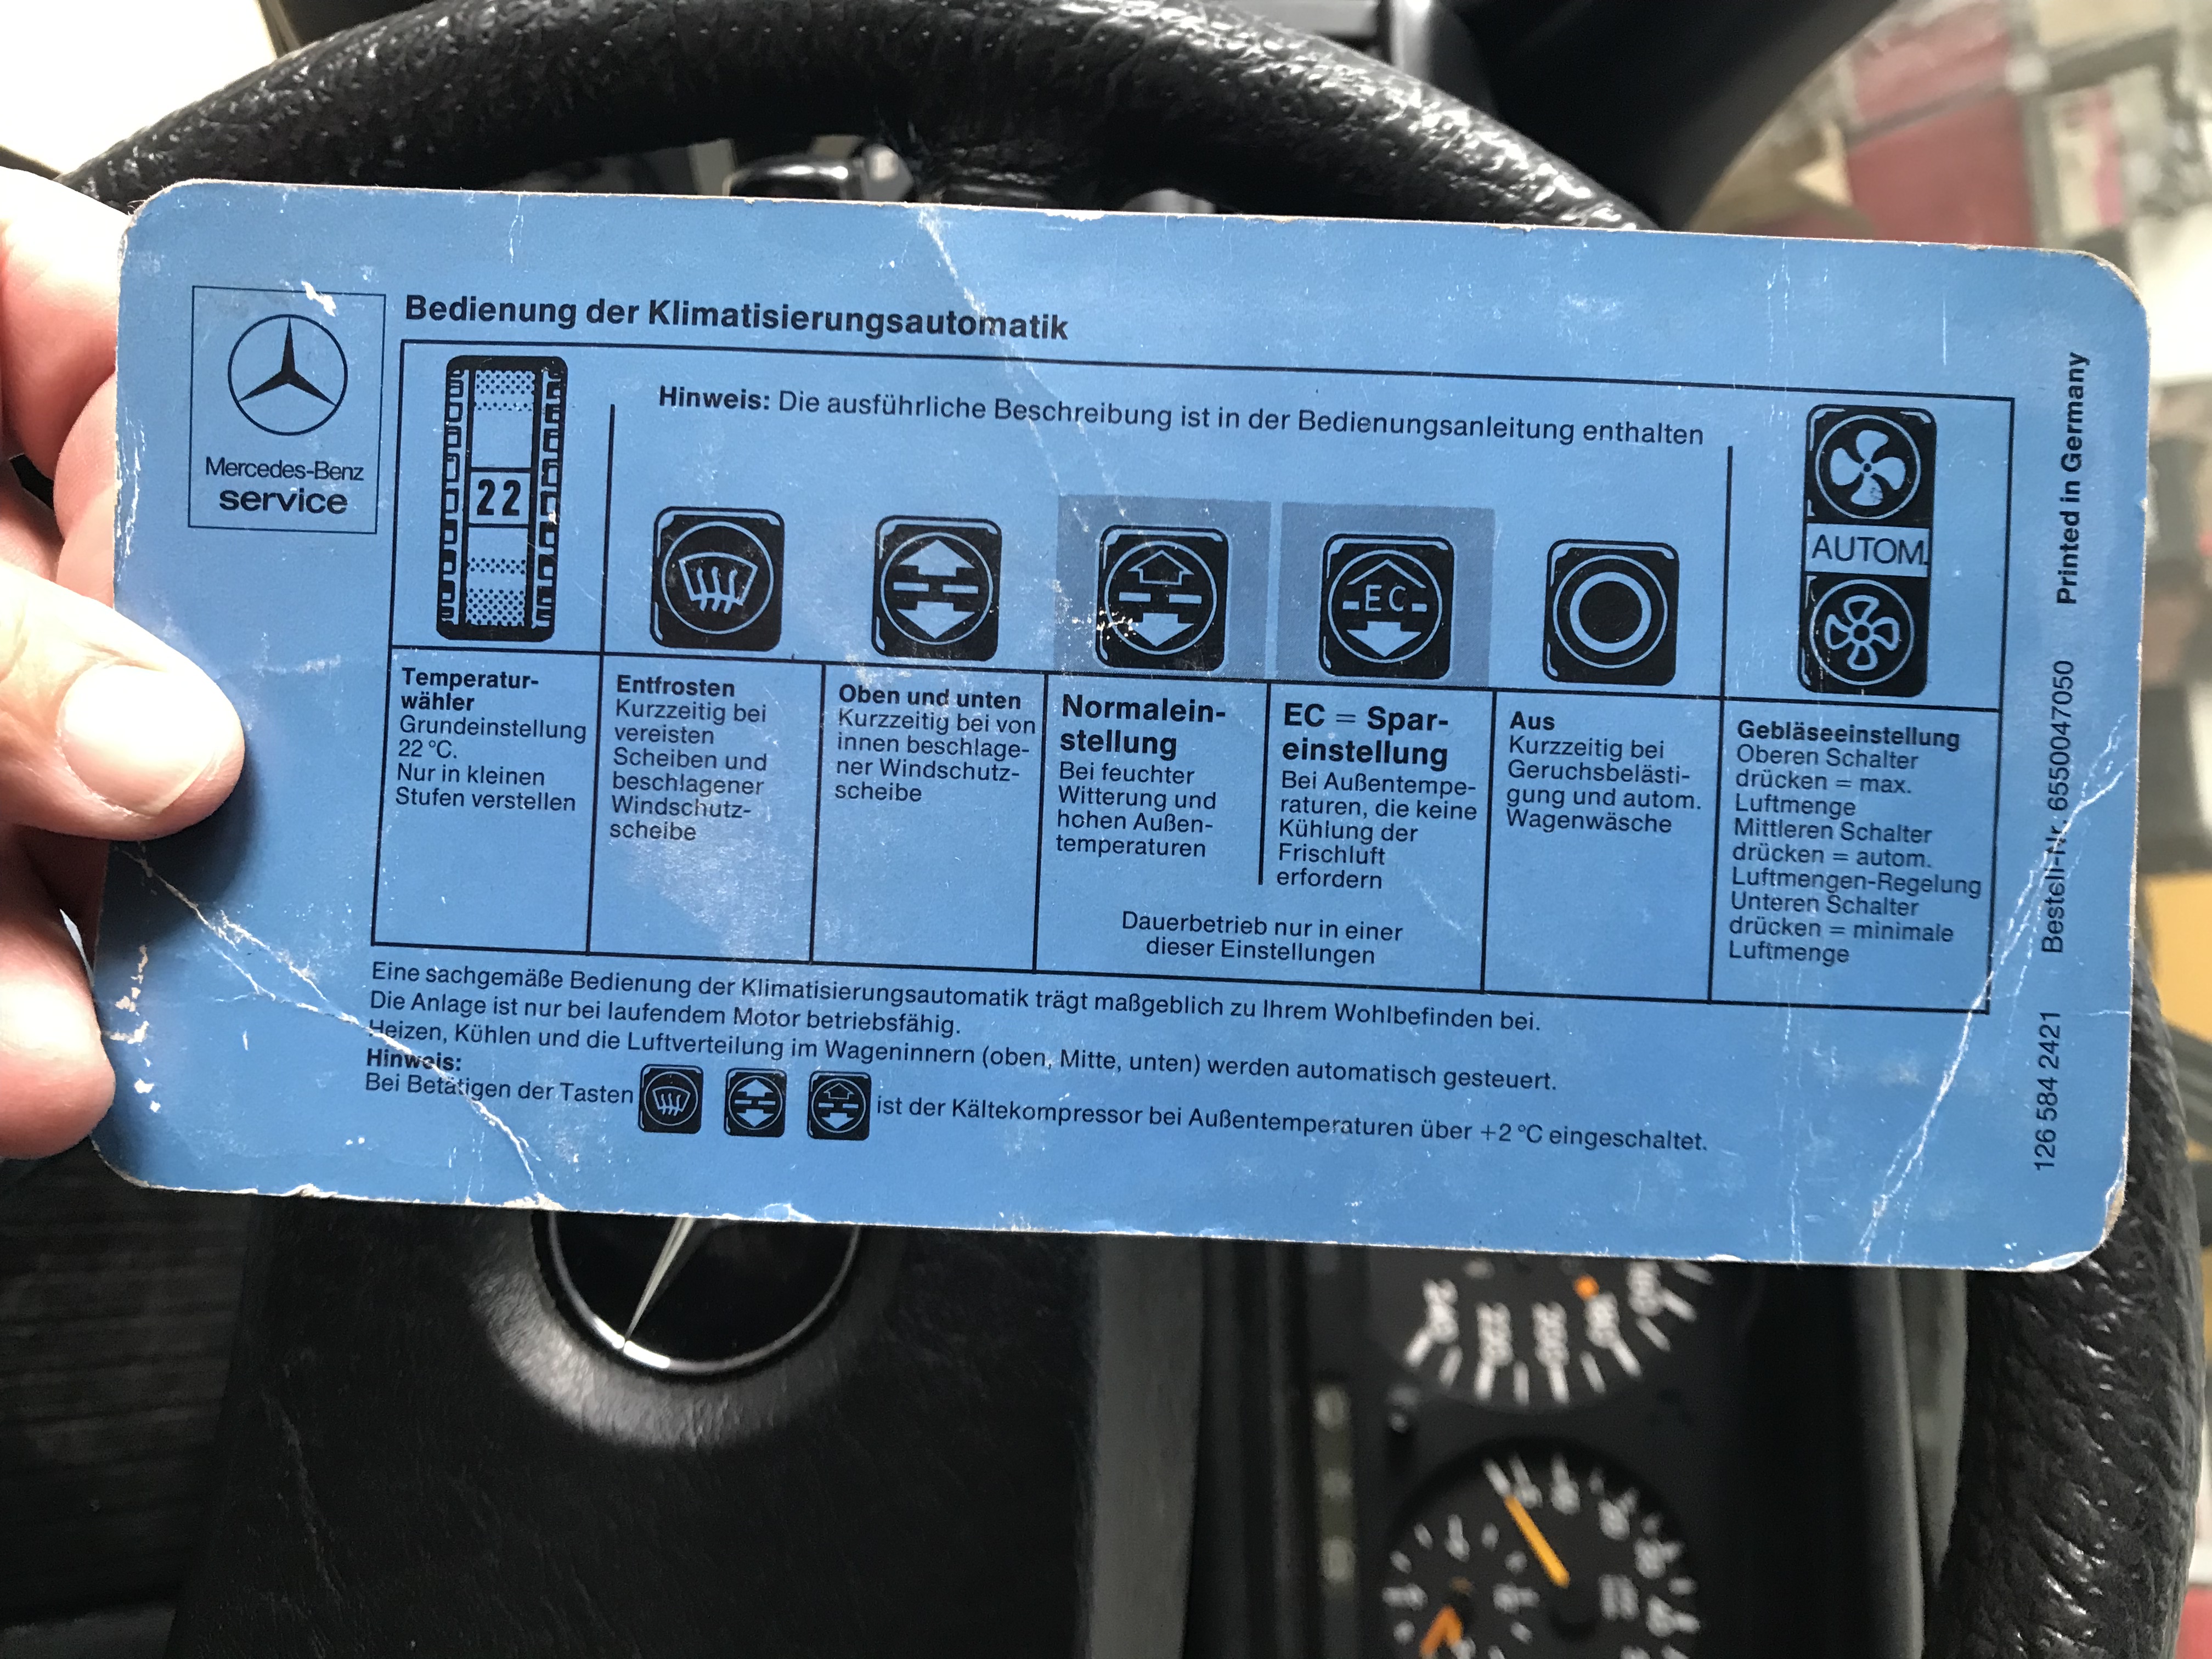 Mercedes-Benz
service
Bedienung der Klimatisierungsautomatik
Hinweis: Die ausführliche Beschreibung ist in der Bedienungsanleitung enthalten
22
EC
AUTOM.
Temperatur-
wähler
Grundeinstellung
22 °C.
Nur in kleinen
Stufen verstellen
Entfrosten
Kurzzeitig bei
vereisten
Scheiben und
beschlagener
Windschutz-
scheibe
Oben und unten
Kurzzeitig bei von
innen beschlage-
ner Windschutz-
scheibe
Normalein-
stellung
Bei feuchter
Witterung und
hohen Außen-
temperaturen
EC = Spar-
einstellung
Bei Außentempe-
raturen, die keine
Kühlung der
Frischluft
erfordern
Dauerbetrieb nur in einer
dieser Einstellungen
Aus
Kurzzeitig bei
Geruchsbelästi-
gung und autom.
Wagenwäsche
Gebläseeinstellung
Oberen Schalter
drücken = max.
Luftmenge
Mittleren Schalter
drücken = autom.
Luftmengen-Regelung
Unteren Schalter
drücken = minimale
Luftmenge
Eine sachgemäße Bedienung der Klimatisierungsautomatik trägt maßgeblich zu Ihrem Wohlbefinden bei.
Die Anlage ist nur bei laufendem Motor betriebsfähig.
Heizen, Kühlen und die Luftverteilung im Wageninnern (oben, Mitte, unten) werden automatisch gesteuert.
Hinweis:
Bei Betätigen der Tasten ist der Kältekompressor bei Außentemperaturen über +2 °C eingeschaltet.
126 584 2421 Bestell-Nr. 6550047050 Printed in Germany
240
220
200
180
160